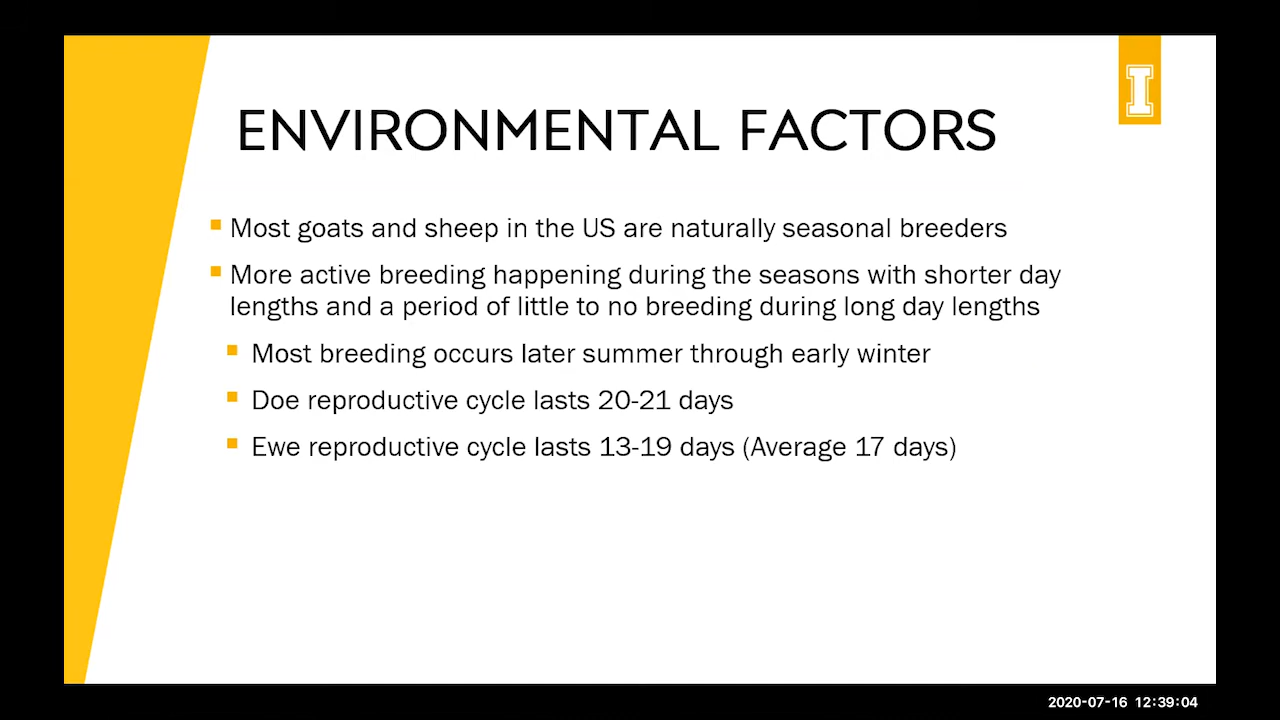 I
ENVIRONMENTAL FACTORS
Most goats and sheep in the US are naturally seasonal breeders
More active breeding happening during the seasons with shorter day
lengths and a period of little to no breeding during long day lengths
Most breeding occurs later summer through early winter
Doe reproductive cycle lasts 20-21 days
Ewe reproductive cycle lasts 13-19 days (Average 17 days)
2020-07-16 12:39:04